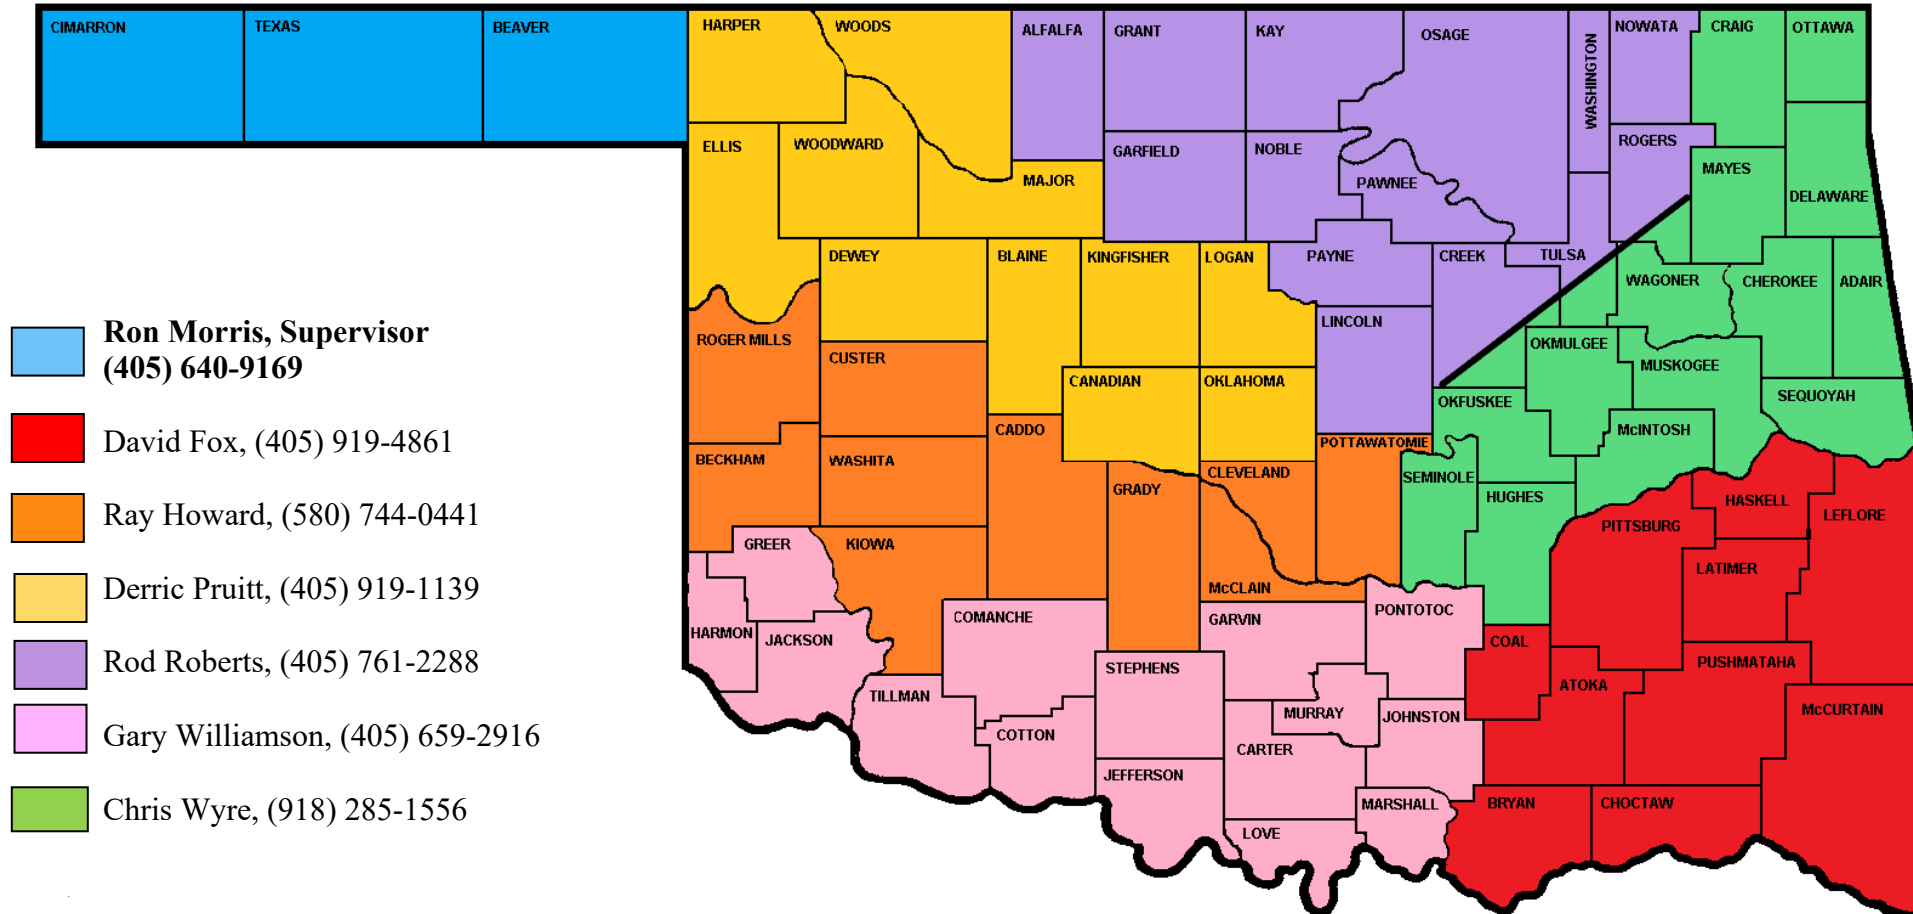 CIMARRON
TEXAS
BEAVER
HARPER
WOODS
ALFALFA
GRANT
KAY
OSAGE
WASHINGTON
NOWATA
CRAIG
OTTAWA
ELLIS
WOODWARD
MAJOR
GARFIELD
NOBLE
PAWNEE
ROGERS
MAYES
DELAWARE
DEWEY
BLAINE
KINGFISHER
LOGAN
PAYNE
CREEK
TULSA
WAGONER
CHEROKEE
ADAIR
ROGER MILLS
CUSTER
CANADIAN
OKLAHOMA
LINCOLN
OKMULGEE
MUSKOGEE
OKFUSKEE
SEQUOYAH
BECKHAM
WASHITA
CADDO
GRADY
CLEVELAND
POTTAWATOMIE
SEMINOLE
HUGHES
McINTOSH
PITTSBURG
HASKELL
LEFLORE
GREER
KIOWA
McCLAIN
LATIMER
HARMON
JACKSON
COMANCHE
GARVIN
PONTOTOC
COAL
PUSHMATAHA
TILLMAN
STEPHENS
ATOKA
COTTON
MURRAY
JOHNSTON
McCURTAIN
CARTER
JEFFERSON
MARSHALL
BRYAN
CHOCTAW
LOVE
Ron Morris, Supervisor
(405) 640-9169
David Fox, (405) 919-4861
Ray Howard, (580) 744-0441
Derric Pruitt, (405) 919-1139
Rod Roberts, (405) 761-2288
Gary Williamson, (405) 659-2916
Chris Wyre, (918) 285-1556